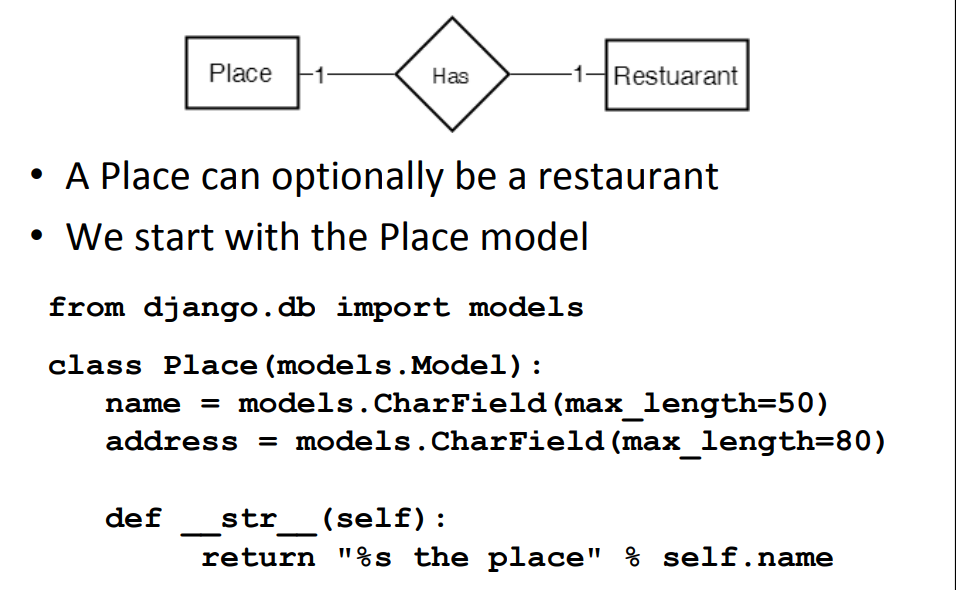 Place 1 Has 1 Restuarant
• A Place can optionally be a restaurant
• We start with the Place model
from django.db import models
class Place(models.Model):
name = models.CharField(max_length=50)
address = models.CharField(max_length=80)
def __str__(self):
return "%s the place" % self.name